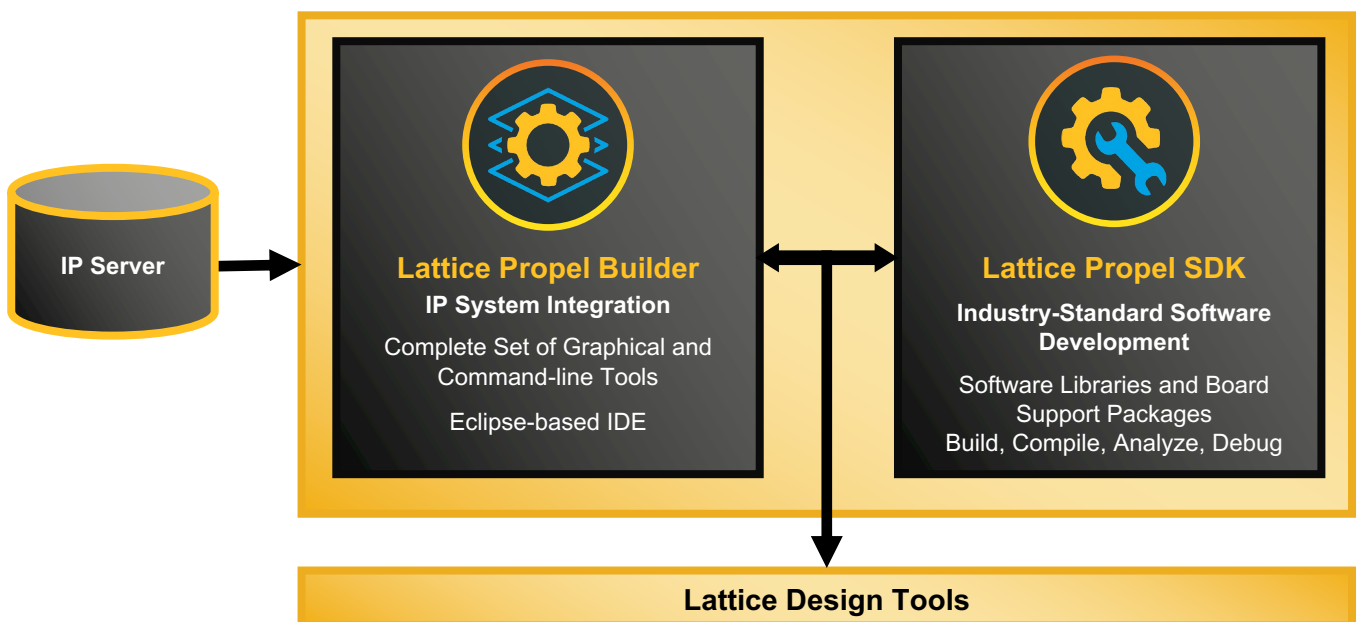 IP Server
Lattice Propel Builder
IP System Integration
Complete Set of Graphical and
Command-line Tools
Eclipse-based IDE
Lattice Propel SDK
Industry-Standard Software
Development
Software Libraries and Board
Support Packages
Build, Compile, Analyze, Debug
Lattice Design Tools